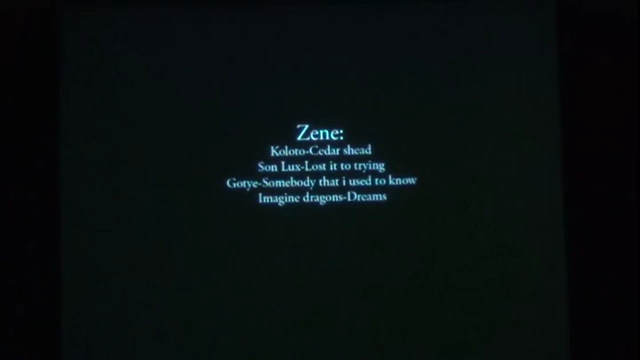 Zene:
Koloto-Cedar shead
Son Lux-Lost it to trying
Gotye-Somebody that i used to know
Imagine dragons-Dreams